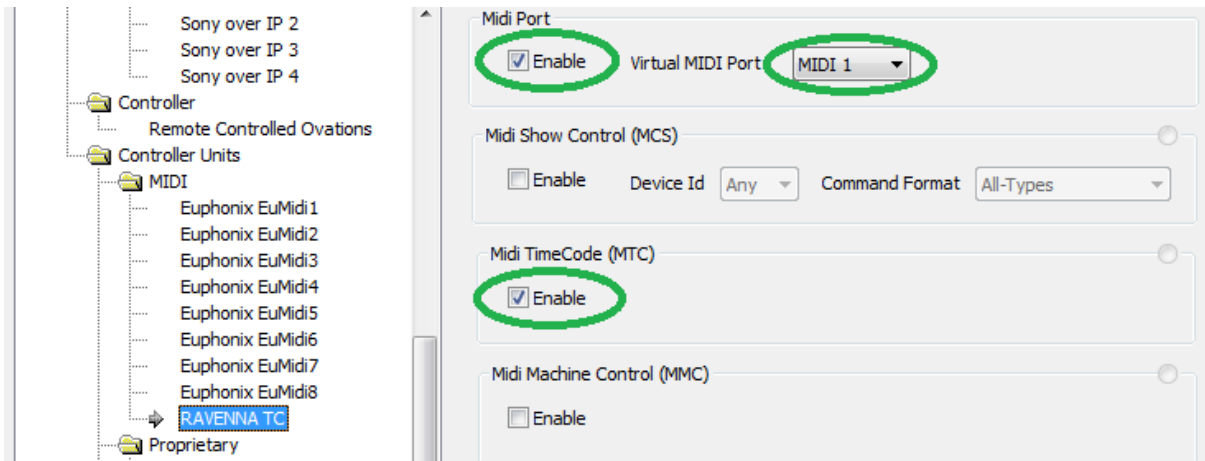 Sony over IP 2
Sony over IP 3
Sony over IP 4
Controller
Remote Controlled Ovations
Controller Units
MIDI
Euphonix EuMidi1
Euphonix EuMidi2
Euphonix EuMidi3
Euphonix EuMidi4
Euphonix EuMidi5
Euphonix EuMidi6
Euphonix EuMidi7
Euphonix EuMidi8
RAVENNA TC
Proprietary
Midi Port
Enable Virtual MIDI Port MIDI 1
Midi Show Control (MCS)
Enable Device Id Any Command Format All-Types
Midi TimeCode (MTC)
Enable
Midi Machine Control (MMC)
Enable